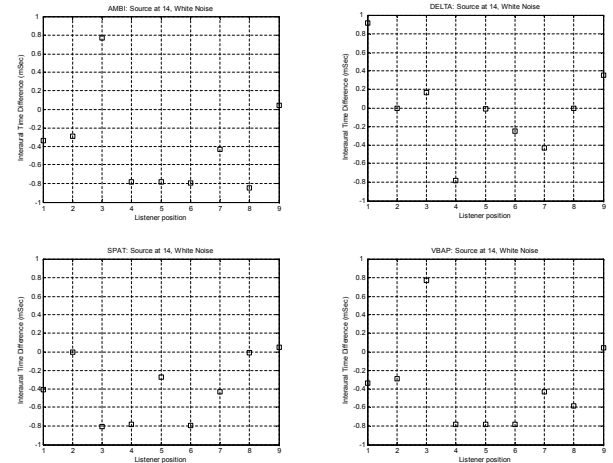 AMBI: Source at 14, White Noise
1
0.8
0.6
0.4
0.2
0
-0.2
-0.4
-0.6
-0.8
-1
Interaural Time Difference (mSec)
1 2 3 4 5 6 7 8 9
Listener position
DELTA: Source at 14, White Noise
1
0.8
0.6
0.4
0.2
0
-0.2
-0.4
-0.6
-0.8
-1
Interaural Time Difference (mSec)
1 2 3 4 5 6 7 8 9
Listener position
SPAT: Source at 14, White Noise
1
0.8
0.6
0.4
0.2
0
-0.2
-0.4
-0.6
-0.8
-1
Interaural Time Difference (mSec)
1 2 3 4 5 6 7 8 9
Listener position
VBAP: Source at 14, White Noise
1
0.8
0.6
0.4
0.2
0
-0.2
-0.4
-0.6
-0.8
-1
Interaural Time Difference (mSec)
1 2 3 4 5 6 7 8 9
Listener position